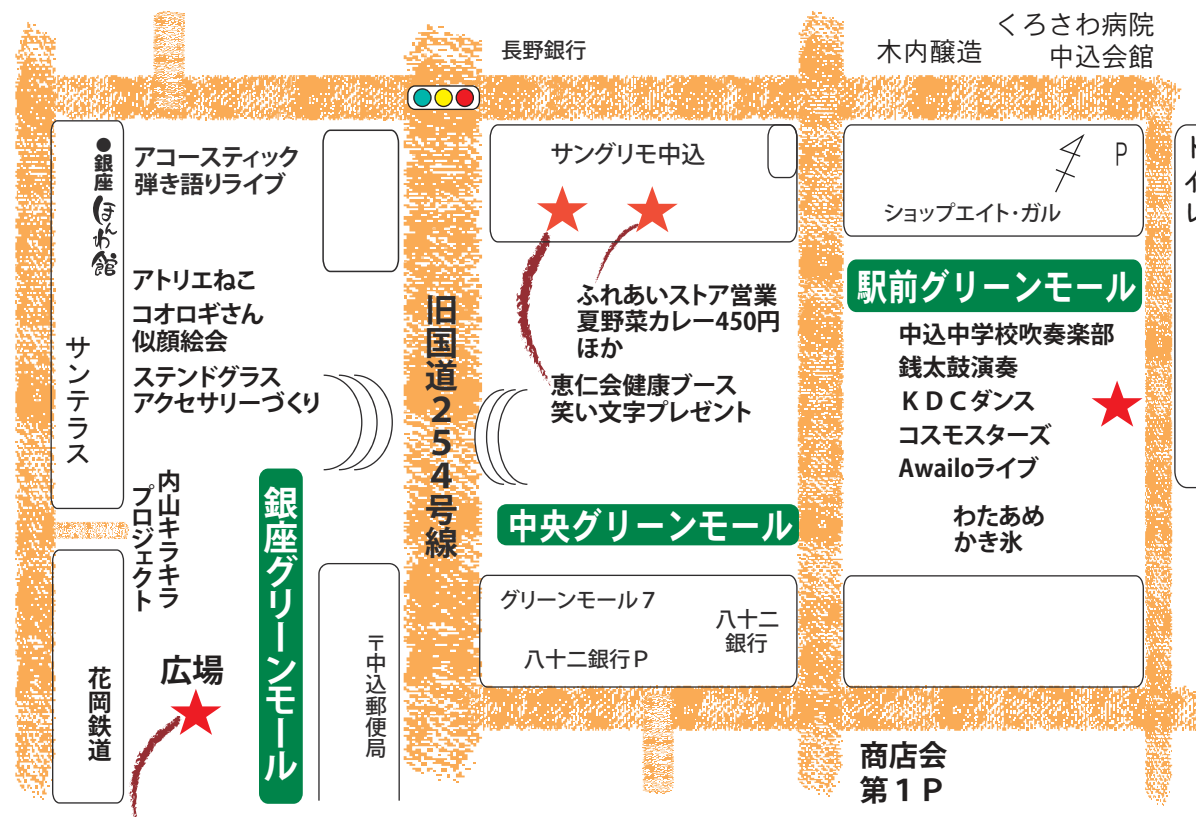 くろさわ病院
長野銀行
木内醸造
中込会館
●銀座ほんわ館
アコースティック
弾き語りライブ
サングリモ中込
P
ショップエイト・ガル
アトリエねこ
コオロギさん
似顔絵会
ステンドグラス
アクセサリーづくり
サンテラス
旧国道254号線
ふれあいストア営業
夏野菜カレー450円
ほか
恵仁会健康ブース
笑い文字プレゼント
駅前グリーンモール
中込中学校吹奏楽部
銭太鼓演奏
KDCダンス
コスモスターズ
Awailoライブ
わたあめ
かき氷
内山キラキラ
プロジェクト
銀座グリーンモール
中央グリーンモール
グリーンモール7
八十二
銀行
八十二銀行P
花岡鉄道
広場
〒中込郵便局
商店会
第1P